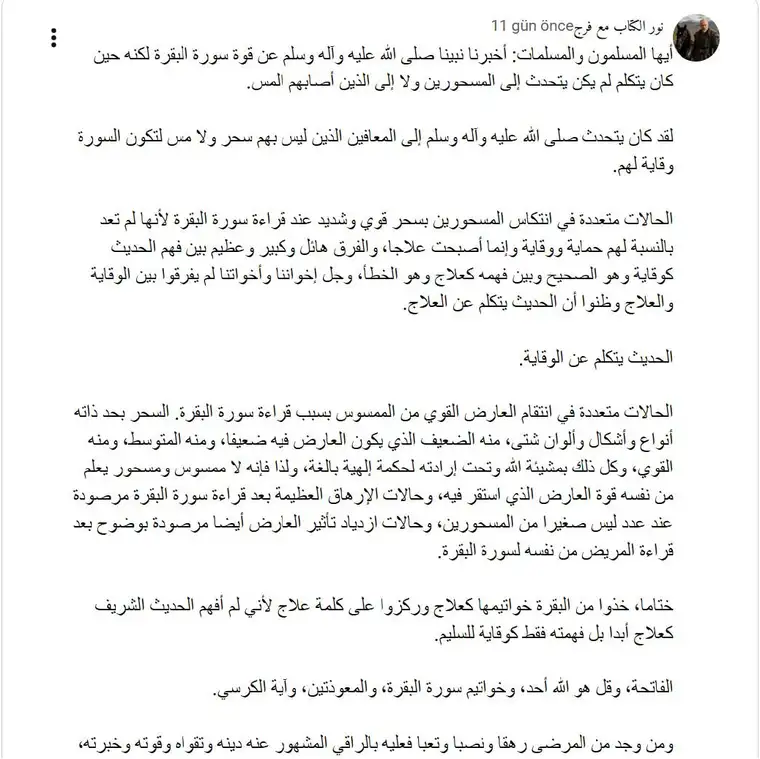 نور الكتاب مع فرج 11 gün önce
أيها المسلمون والمسلمات: أخبرنا نبينا صلى الله عليه وآله وسلم عن قوة سورة البقرة لكنه حين
كان يتكلم لم يكن يتحدث إلى المسحورين ولا إلى الذين أصابهم المس.
لقد كان يتحدث صلى الله عليه وآله وسلم إلى المعافين الذين ليس بهم سحر ولا مس لتكون السورة
وقاية لهم.
الحالات متعددة في انتكاس المسحورين بسحر قوي وشديد عند قراءة سورة البقرة لأنها لم تعد
بالنسبة لهم حماية ووقاية وإنما أصبحت علاجا، والفرق هائل وكبير وعظيم بين فهم الحديث
كوقاية وهو الصحيح وبين فهمه كعلاج وهو الخطأ، وجل إخواننا وأخواتنا لم يفرقوا بين الوقاية
والعلاج وظنوا أن الحديث يتكلم عن العلاج.
الحديث يتكلم عن الوقاية.
الحالات متعددة في انتقام العارض القوي من الممسوس بسبب قراءة سورة البقرة. السحر بحد ذاته
أنواع وأشكال وألوان شتى، منه الضعيف الذي يكون العارض فيه ضعيفا، ومنه المتوسط، ومنه
القوي، وكل ذلك بمشيئة الله وتحت إرادته لحكمة إلهية بالغة، ولذا فإنه لا ممسوس ومسحور يعلم
من نفسه قوة العارض الذي استقر فيه، وحالات الإرهاق العظيمة بعد قراءة سورة البقرة مرصودة
عند عدد ليس صغيرا من المسحورين، وحالات ازدياد تأثير العارض أيضا مرصودة بوضوح بعد
قراءة المريض من نفسه لسورة البقرة.
ختاما، خذوا من البقرة خواتيمها كعلاج وركزوا على كلمة علاج لأني لم أفهم الحديث الشريف
كعلاج أبدا بل فهمته فقط كوقاية للسليم.
الفاتحة، وقل هو الله أحد، وخواتيم سورة البقرة، والمعوذتين، وآية الكرسي.
ومن وجد من المرضى رهقا ونصبا وتعبا فعليه بالراقي المشهور عنه دينه وتقواه وقوته وخبرته،